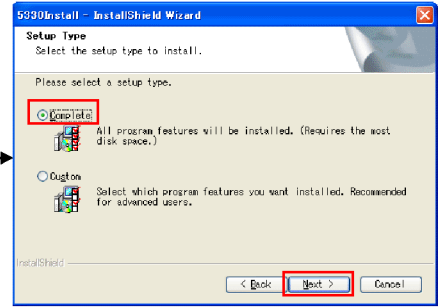 5330Install - InstallShield Wizard
Setup Type
Select the setup type to install.
Please select a setup type.
Complete
All program features will be installed. (Requires the most
disk space.)
Custom
Select which program features you want installed. Recommended
for advanced users.
InstallShield
< Back
Next >
Cancel